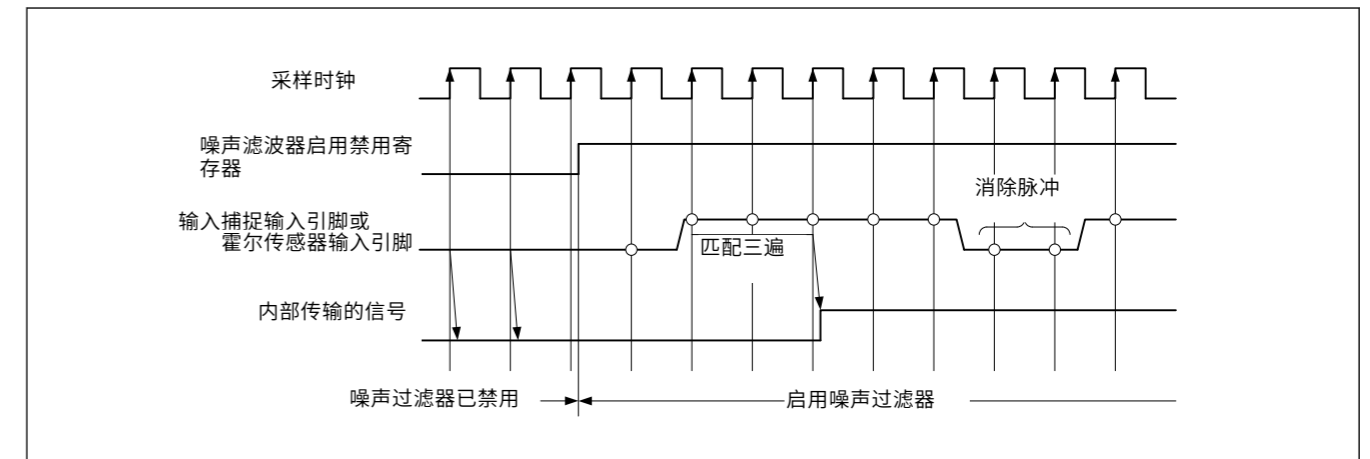 采样时钟
噪声滤波器启用禁用寄
存器
消除脉冲
输入捕捉输入引脚或
霍尔传感器输入引脚
匹配三遍
内部传输的信号
噪声过滤器已禁用
启用噪声过滤器